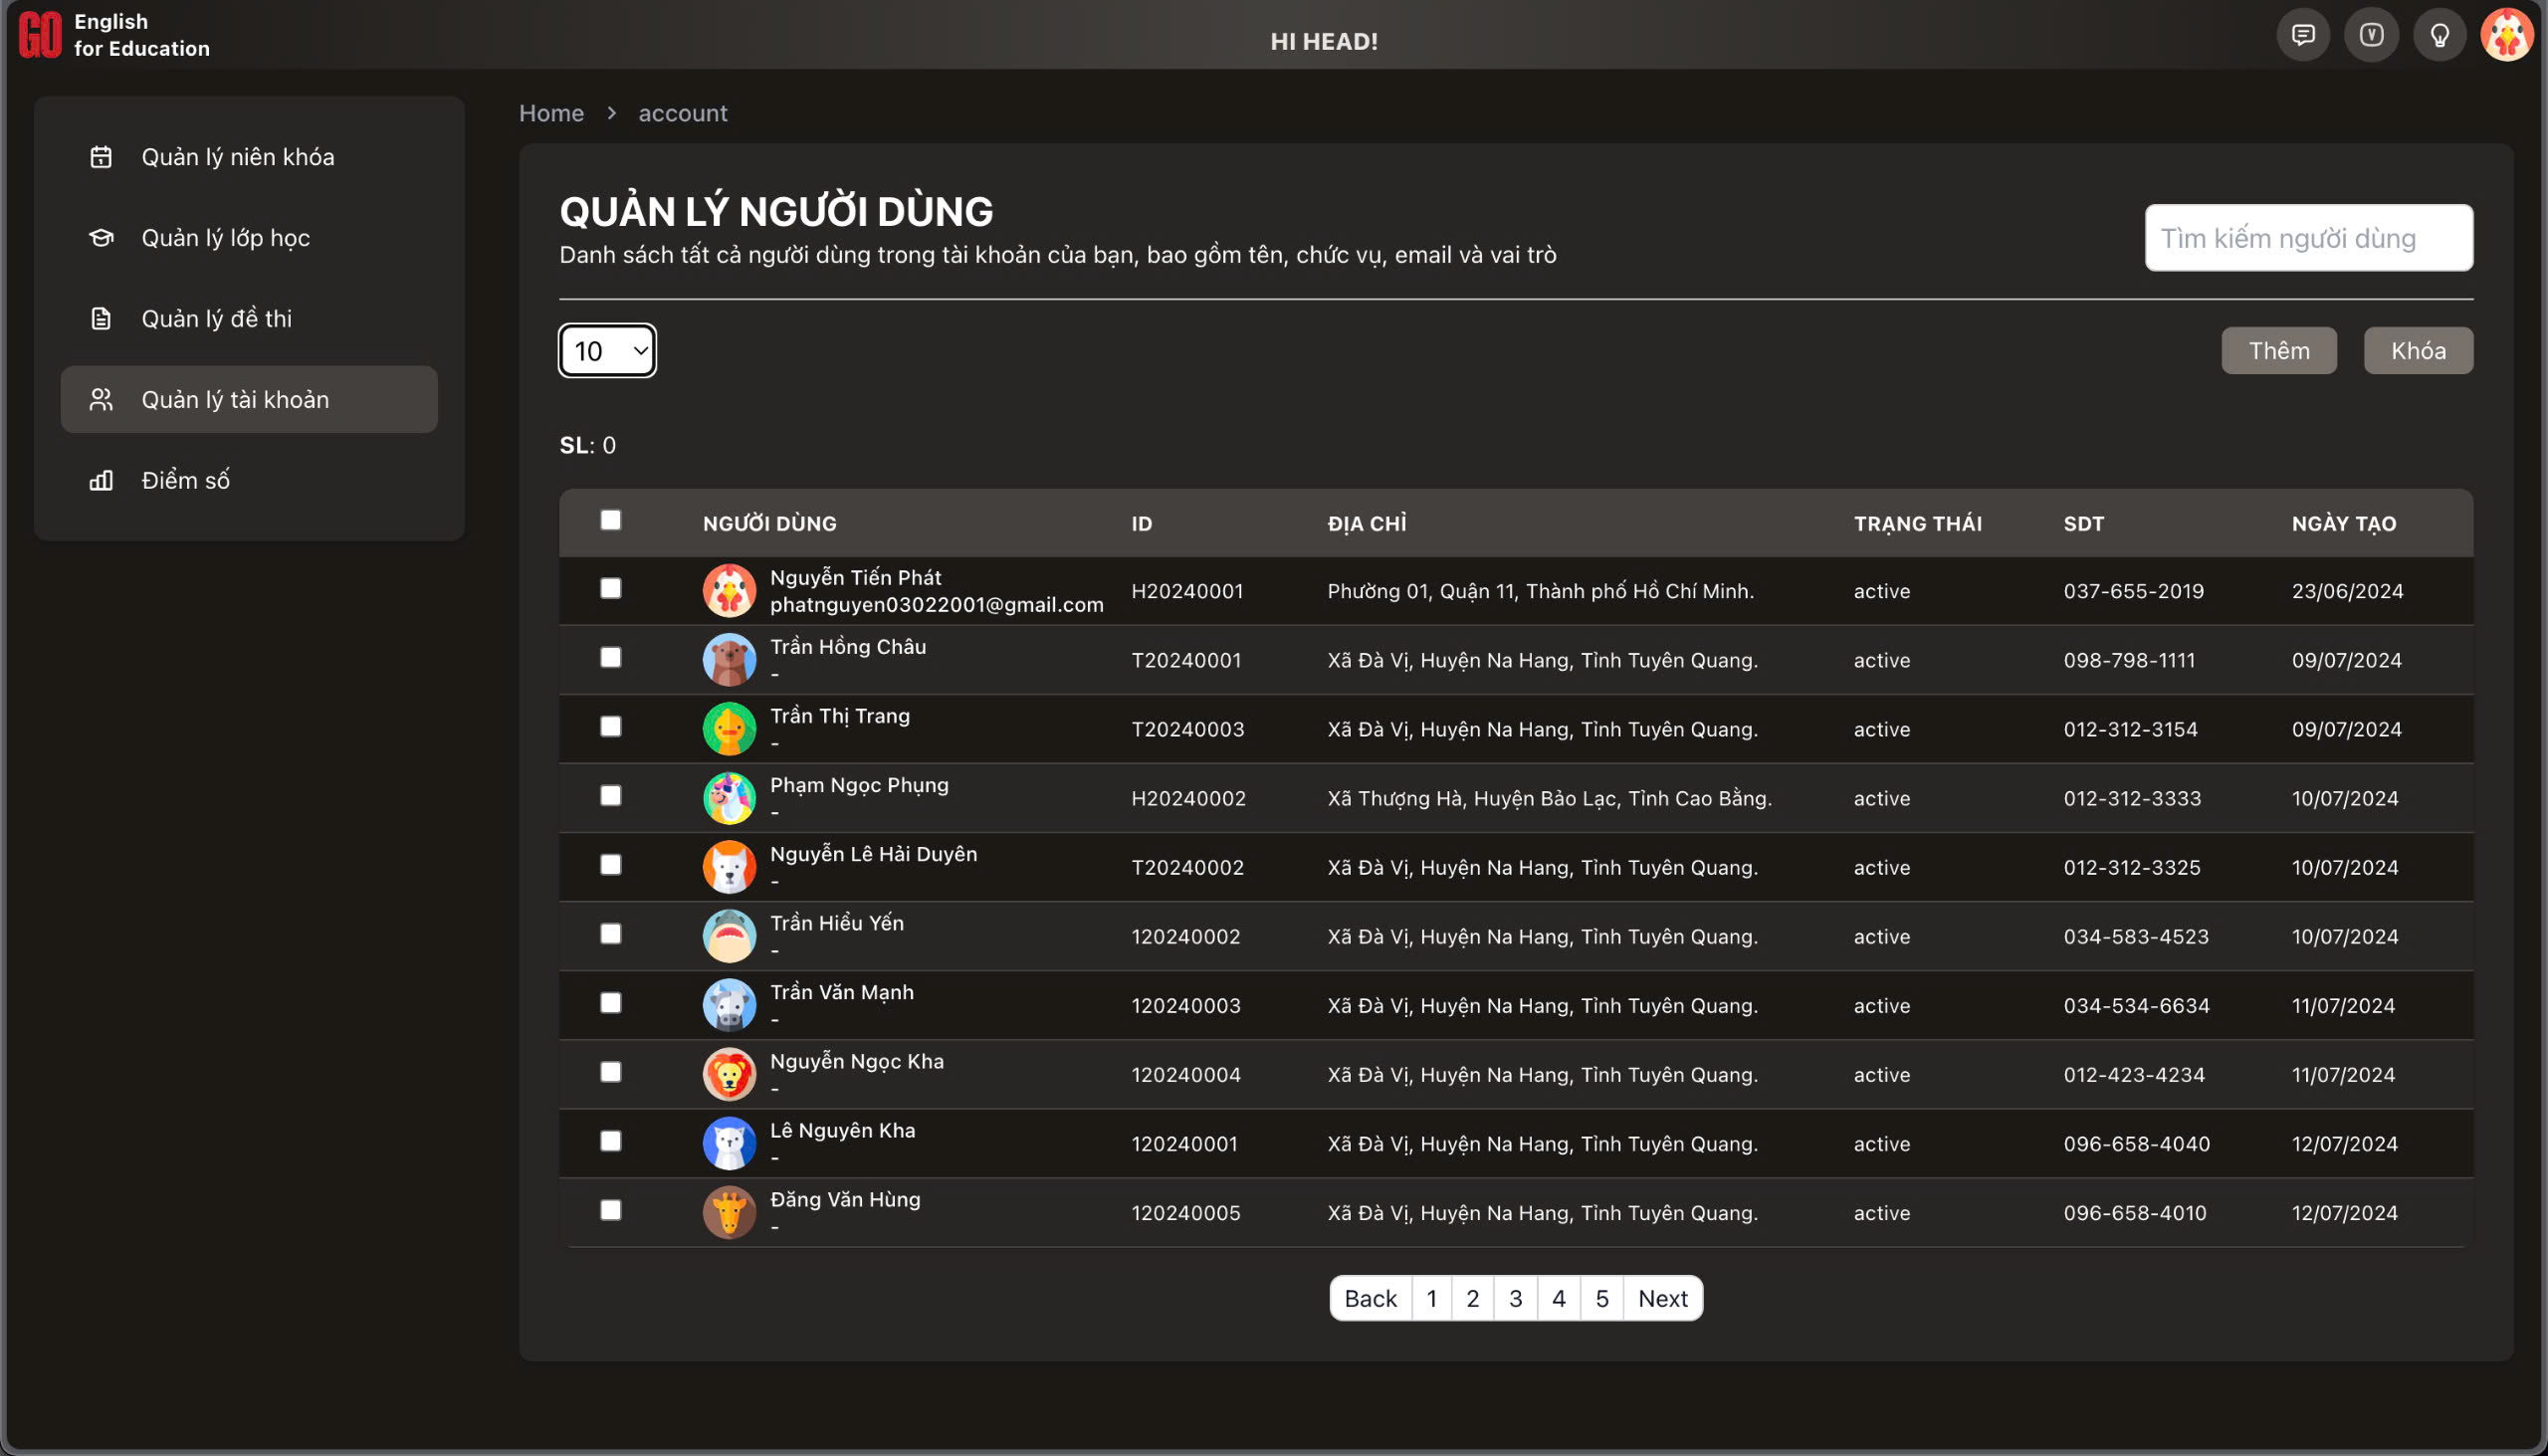 GO English
for Education
HI HEAD!
V
Quản lý niên khóa
Quản lý lớp học
Quản lý đề thi
Quản lý tài khoản
Điểm số
Home > account
QUẢN LÝ NGƯỜI DÙNG
Danh sách tất cả người dùng trong tài khoản của bạn, bao gồm tên, chức vụ, email và vai trò
Tìm kiếm người dùng
10
Thêm Khóa
SL: 0
NGƯỜI DÙNG ID ĐỊA CHỈ TRẠNG THÁI SDT NGÀY TẠO
Nguyễn Tiến Phát
phatnguyen03022001@gmail.com H20240001 Phường 01, Quận 11, Thành phố Hồ Chí Minh. active 037-655-2019 23/06/2024
Trần Hồng Châu
- T20240001 Xã Đà Vị, Huyện Na Hang, Tỉnh Tuyên Quang. active 098-798-1111 09/07/2024
Trần Thị Trang
- T20240003 Xã Đà Vị, Huyện Na Hang, Tỉnh Tuyên Quang. active 012-312-3154 09/07/2024
Phạm Ngọc Phụng
- H20240002 Xã Thượng Hà, Huyện Bảo Lạc, Tỉnh Cao Bằng. active 012-312-3333 10/07/2024
Nguyễn Lê Hải Duyên
- T20240002 Xã Đà Vị, Huyện Na Hang, Tỉnh Tuyên Quang. active 012-312-3325 10/07/2024
Trần Hiểu Yến
- 120240002 Xã Đà Vị, Huyện Na Hang, Tỉnh Tuyên Quang. active 034-583-4523 10/07/2024
Trần Văn Mạnh
- 120240003 Xã Đà Vị, Huyện Na Hang, Tỉnh Tuyên Quang. active 034-534-6634 11/07/2024
Nguyễn Ngọc Kha
- 120240004 Xã Đà Vị, Huyện Na Hang, Tỉnh Tuyên Quang. active 012-423-4234 11/07/2024
Lê Nguyên Kha
- 120240001 Xã Đà Vị, Huyện Na Hang, Tỉnh Tuyên Quang. active 096-658-4040 12/07/2024
Đăng Văn Hùng
- 120240005 Xã Đà Vị, Huyện Na Hang, Tỉnh Tuyên Quang. active 096-658-4010 12/07/2024
Back 1 2 3 4 5 Next